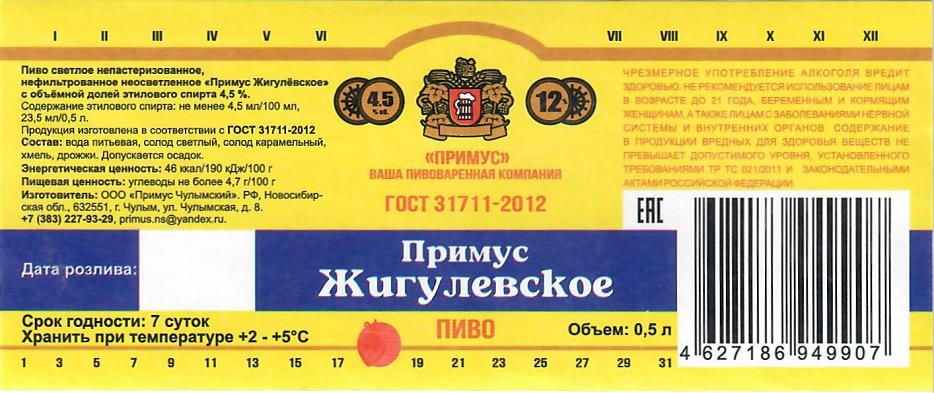 I II III IV V VI VII VIII IX X XI XII
Пиво светлое непастеризованное,
нефильтрованное неосветленное «Примус Жигулёвское»
с объёмной долей этилового спирта 4,5 %.
Содержание этилового спирта: не менее 4,5 мл/100 мл,
23,5 мл/0,5 л.
Продукция изготовлена в соответствии с ГОСТ 31711-2012
Состав: вода питьевая, солод светлый, солод карамельный,
хмель, дрожжи. Допускается осадок.
Энергетическая ценность: 46 ккал/190 кДж/100 г
Пищевая ценность: углеводы не более 4,7 г/100 г
Изготовитель: ООО «Примус Чулымский». РФ, Новосибир-
ская обл., 632551, г. Чулым, ул. Чулымская, д. 8.
+7 (383) 227-93-29, primus.ns@yandex.ru.
4.5
% об.
12%
«ПРИМУС»
ВАША ПИВОВАРЕННАЯ КОМПАНИЯ
ГОСТ 31711-2012
ЧРЕЗМЕРНОЕ УПОТРЕБЛЕНИЕ АЛКОГОЛЯ ВРЕДИТ
ЗДОРОВЬЮ. НЕ РЕКОМЕНДУЕТСЯ ИСПОЛЬЗОВАНИЕ ЛИЦАМ
В ВОЗРАСТЕ ДО 21 ГОДА, БЕРЕМЕННЫМ И КОРМЯЩИМ
ЖЕНЩИНАМ, А ТАКЖЕ ЛИЦАМ С ЗАБОЛЕВАНИЯМИ НЕРВНОЙ
СИСТЕМЫ И ВНУТРЕННИХ ОРГАНОВ. СОДЕРЖАНИЕ
В ПРОДУКЦИИ ВРЕДНЫХ ДЛЯ ЗДОРОВЬЯ ВЕЩЕСТВ НЕ
ПРЕВЫШАЕТ ДОПУСТИМОГО УРОВНЯ, УСТАНОВЛЕННОГО
ТРЕБОВАНИЯМИ ТР ТС 021/2011 И ЗАКОНОДАТЕЛЬНЫМИ
АКТАМИ РОССИЙСКОЙ ФЕДЕРАЦИИ.
ЕАС
Дата розлива:
Примус
Жигулевское
Срок годности: 7 суток
Хранить при температуре +2 - +5°С
ПИВО
Объем: 0,5 л
4 627186 949907
1 3 5 7 9 11 13 15 17 19 21 23 25 27 29 31